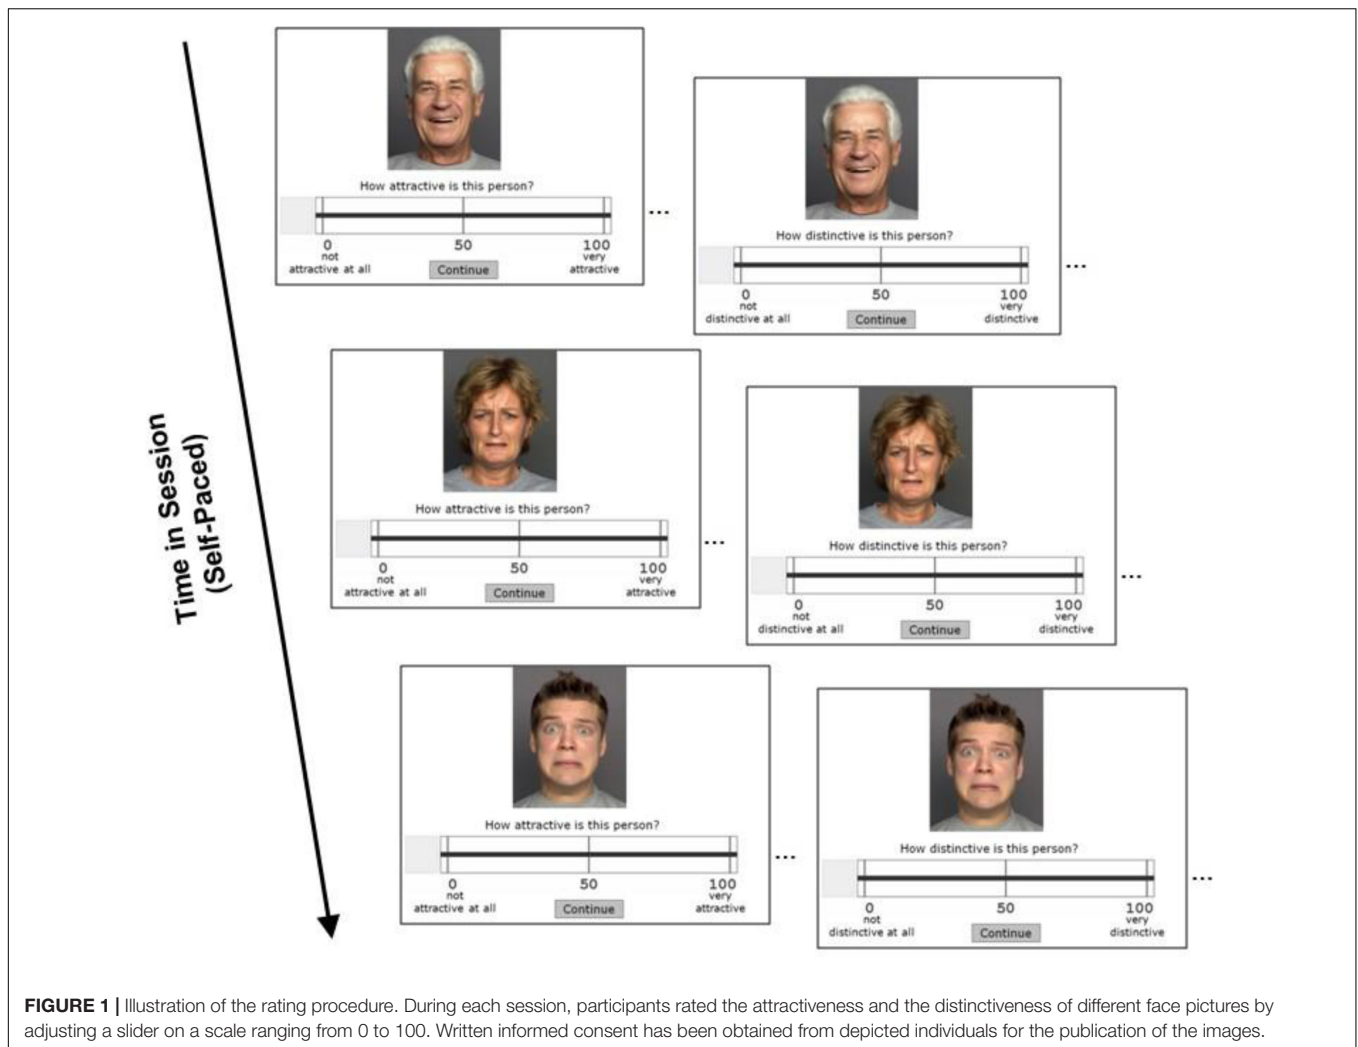 How attractive is this person?
0 50 100
not very
attractive at all Continue attractive
...
How distinctive is this person?
0 50 100
not very
distinctive at all Continue distinctive
...
How attractive is this person?
0 50 100
not very
attractive at all Continue attractive
...
How distinctive is this person?
0 50 100
not very
distinctive at all Continue distinctive
...
Time in Session
(Self-Paced)
How attractive is this person?
0 50 100
not very
attractive at all Continue attractive
...
How distinctive is this person?
0 50 100
not very
distinctive at all Continue distinctive
...
FIGURE 1 | Illustration of the rating procedure. During each session, participants rated the attractiveness and the distinctiveness of different face pictures by
adjusting a slider on a scale ranging from 0 to 100. Written informed consent has been obtained from depicted individuals for the publication of the images.